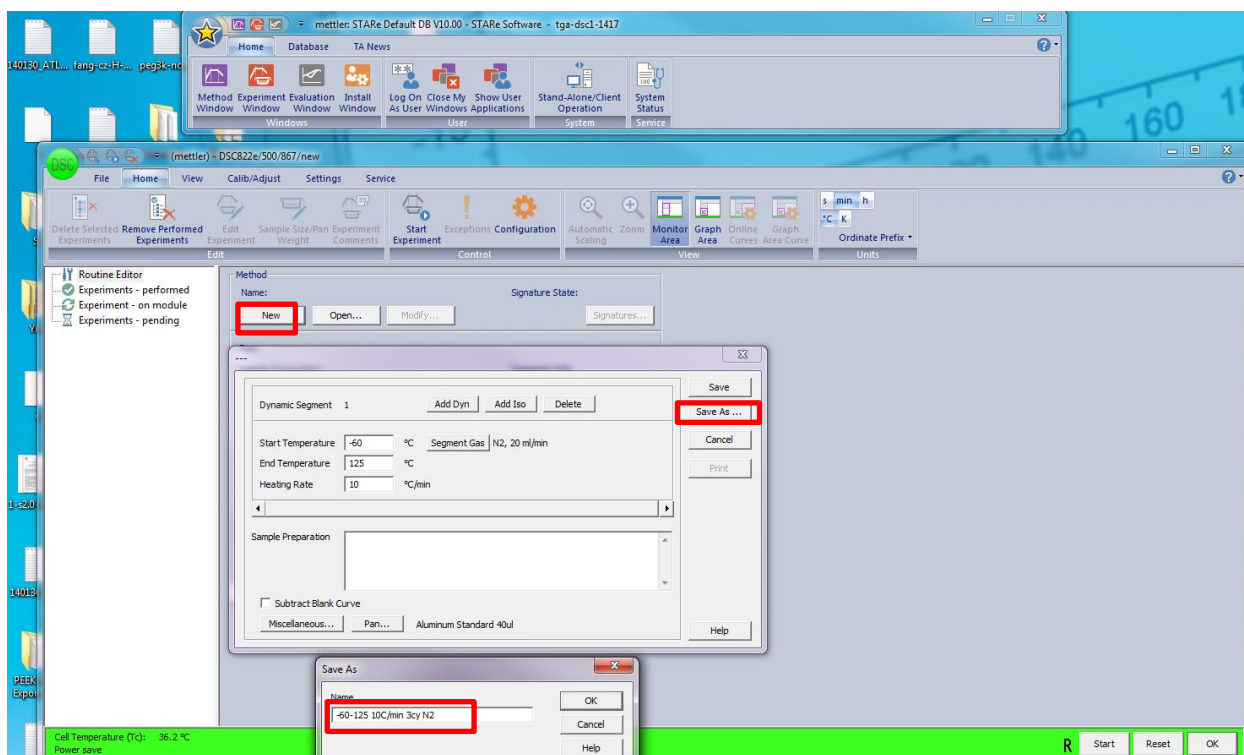 mettler: STARe Default DB V10.00 - STARe Software - tga-dsc1-1417
Home Database TA News
140130_ATL... fang-cz-H-... peg3k-no
Method Window Experiment Window Evaluation Window Install Window Log On As User Close My Windows Show User Applications Stand-Alone/Client Operation System Status
Windows User System Service
140 160
DSC (mettler) - DSC822e/500/867/new
File Home View Calib/Adjust Settings Service
Delete Selected Experiments Remove Performed Experiments Edit Experiment Sample Size/Pan Weight Experiment Comments Start Experiment Exceptions Configuration Automatic Scaling Zoom Monitor Area Graph Area Online Curves Graph Area Curve
s min h
°C K
Ordinate Prefix
Edit Control View Units
Routine Editor
Experiments - performed
Experiment - on module
Experiments - pending
Method
Name: Signature State:
New Open... Modify... Signatures...
---
Dynamic Segment 1 Add Dyn Add Iso Delete
Save
Save As ...
Cancel
Print
Start Temperature -60 °C Segment Gas N2, 20 ml/min
End Temperature 125 °C
Heating Rate 10 °C/min
Sample Preparation
Subtract Blank Curve
Miscellaneous... Pan... Aluminum Standard 40ul
Help
1-s2.0
14013
PEEK
Expor
Save As
Name
-60-125 10C/min 3cy N2
OK
Cancel
Help
Cell Temperature (Tc): 36.2 °C
Power save
R Start Reset OK